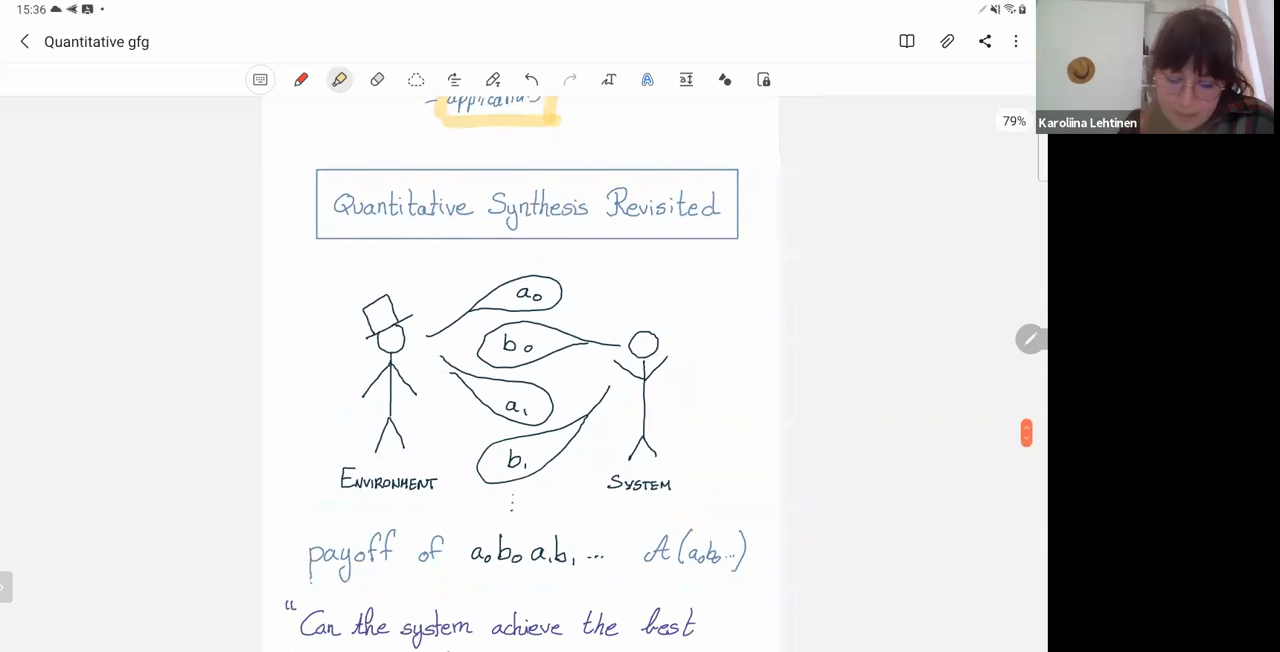 15:36
Quantitative gfg
79%
Karoliina Lehtinen
- applications
Quantitative Synthesis Revisited
a₀
b₀
a₁
b₁
⋮
ENVIRONMENT
SYSTEM
payoff of a₀b₀a₁b₁... A(a₀b₀...)
"Can the system achieve the best